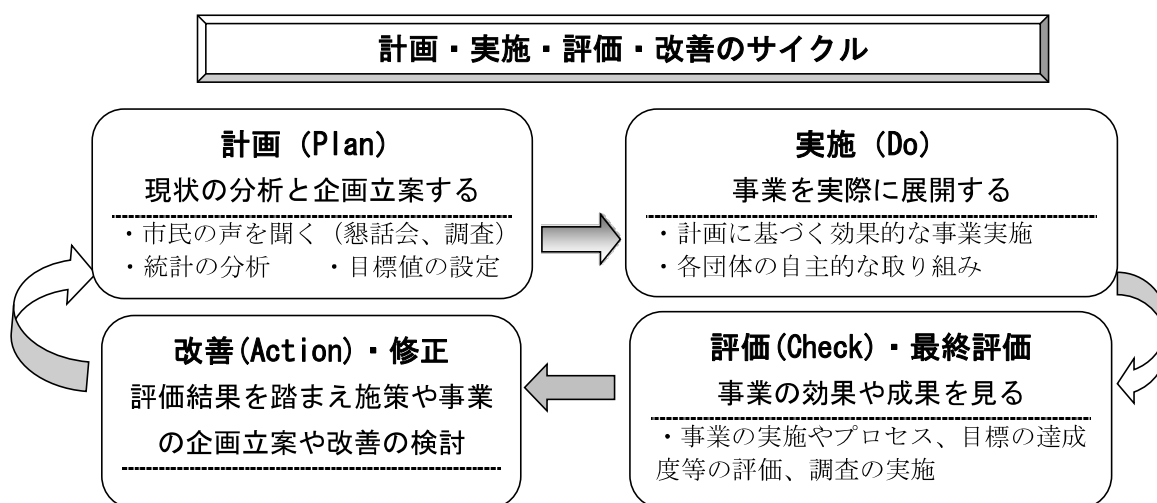 計画・実施・評価・改善のサイクル
計画（Plan）
現状の分析と企画立案する
・市民の声を聞く（懇話会、調査）
・統計の分析　　・目標値の設定
実施（Do）
事業を実際に展開する
・計画に基づく効果的な事業実施
・各団体の自主的な取り組み
改善(Action)・修正
評価結果を踏まえ施策や事業
の企画立案や改善の検討
評価(Check)・最終評価
事業の効果や成果を見る
・事業の実施やプロセス、目標の達成
度等の評価、調査の実施